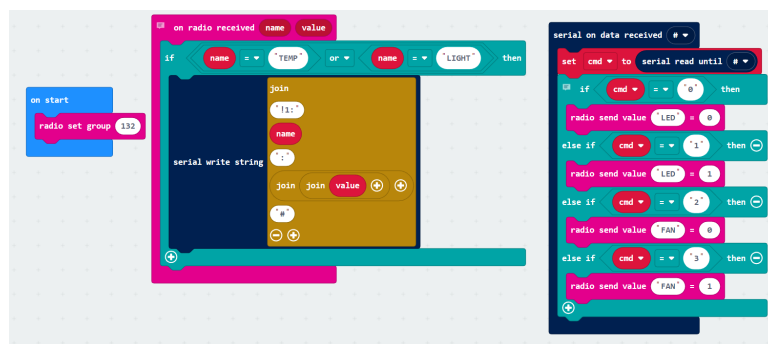 on start
radio set group 132
on radio received name value
if name = "TEMP" or name = "LIGHT" then
serial write string
join
"!1:"
name
":"
join join value
"#"
serial on data received #
set cmd to serial read until #
if cmd = "0" then
radio send value "LED" = 0
else if cmd = "1" then
radio send value "LED" = 1
else if cmd = "2" then
radio send value "FAN" = 0
else if cmd = "3" then
radio send value "FAN" = 1